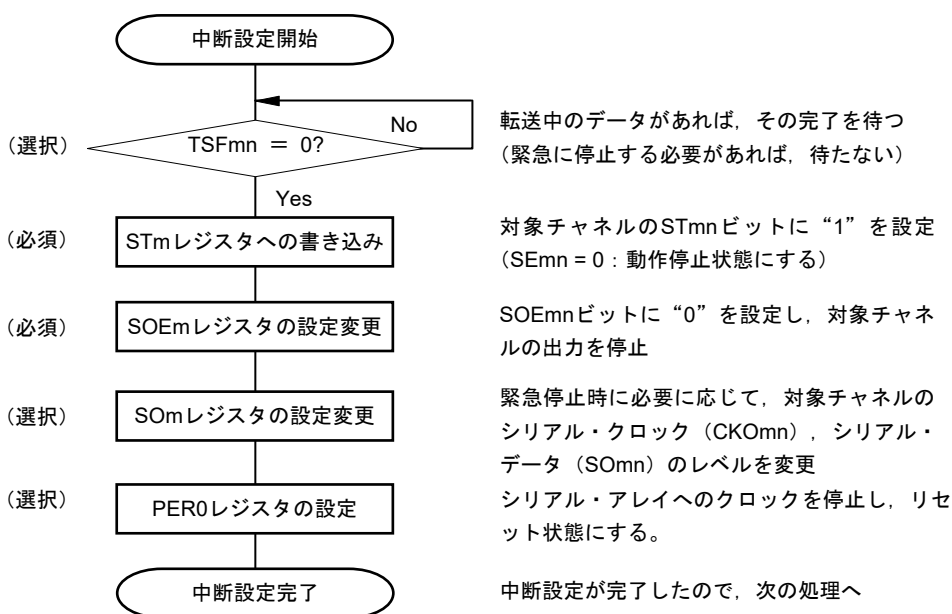 中断設定開始
No
転送中のデータがあれば，その完了を待つ
（選択）
TSFmn ＝ 0?
（緊急に停止する必要があれば，待たない）
Yes
（必須）
STmレジスタへの書き込み
対象チャネルのSTmnビットに“1”を設定
（SEmn = 0：動作停止状態にする）
（必須）
SOEmレジスタの設定変更
SOEmnビットに“0”を設定し，対象チャネ
ルの出力を停止
（選択）
SOmレジスタの設定変更
緊急停止時に必要に応じて，対象チャネルの
シリアル・クロック（CKOmn），シリアル・
データ（SOmn）のレベルを変更
（選択）
PER0レジスタの設定
シリアル・アレイへのクロックを停止し，リセ
ット状態にする。
中断設定完了
中断設定が完了したので，次の処理へ